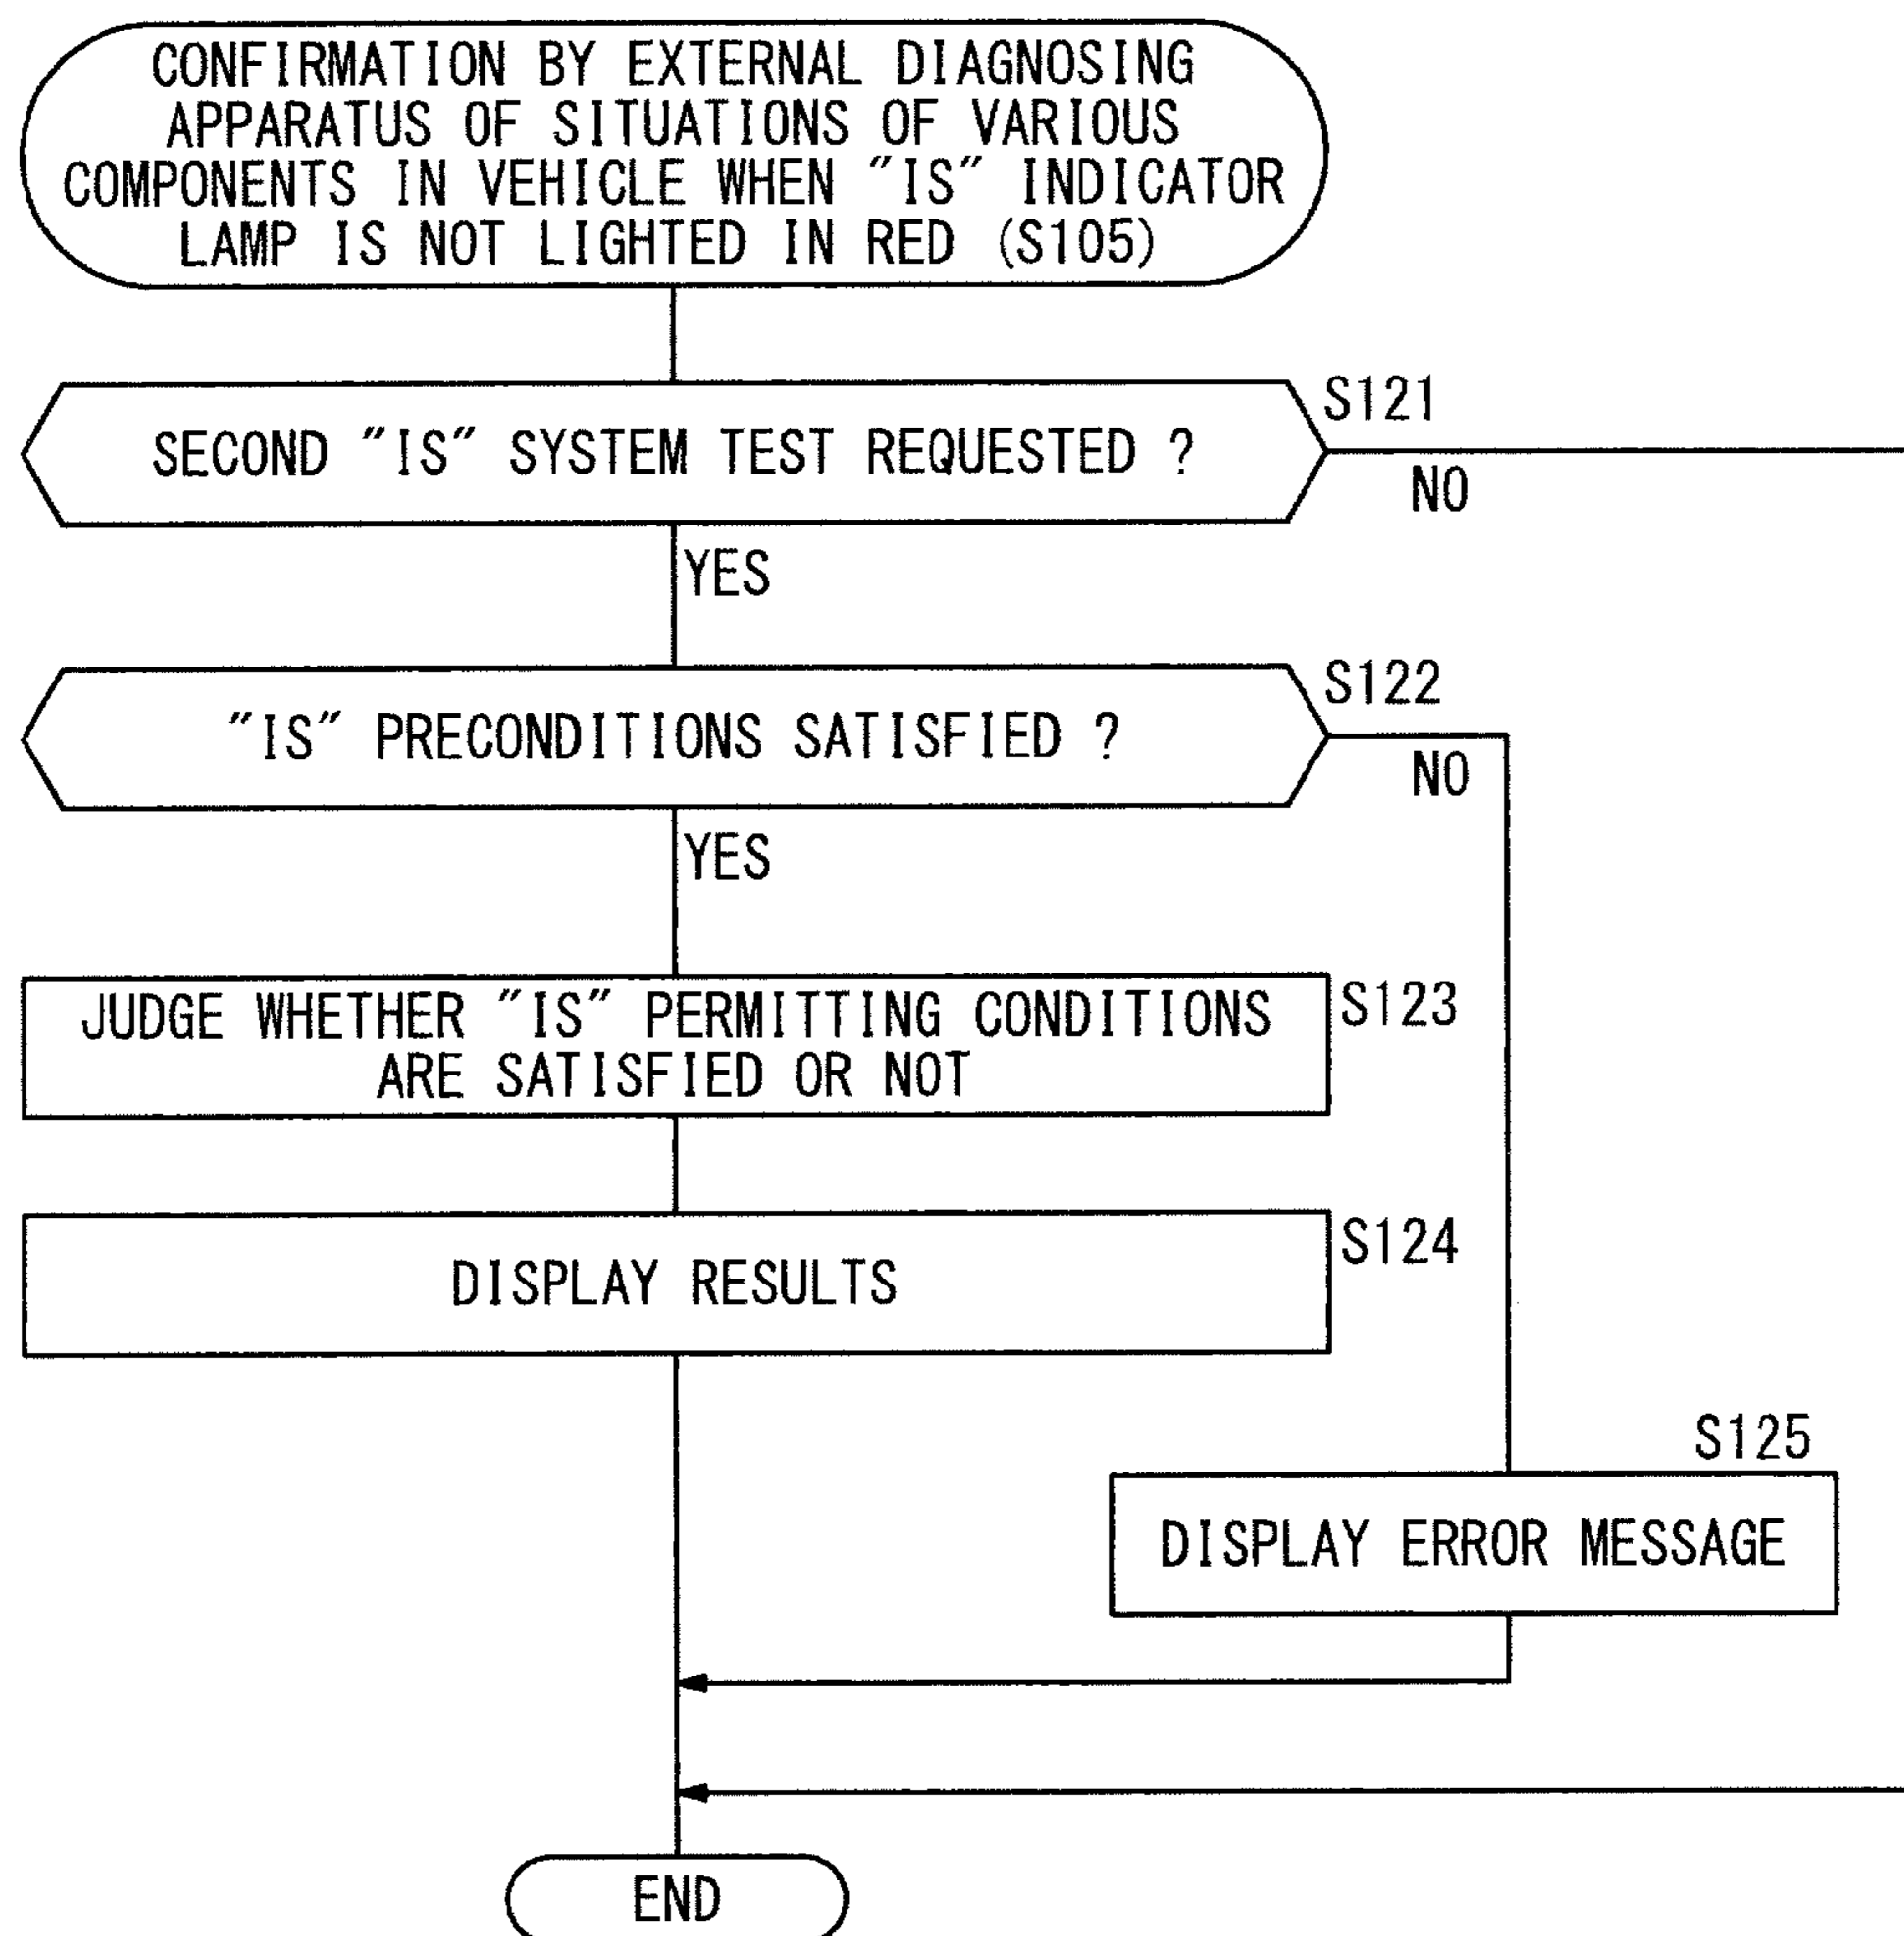 CONFIRMATION BY EXTERNAL DIAGNOSING
APPARATUS OF SITUATIONS OF VARIOUS
COMPONENTS IN VEHICLE WHEN "IS" INDICATOR
LAMP IS NOT LIGHTED IN RED (S105)
S121
SECOND "IS" SYSTEM TEST REQUESTED ?
NO
YES
S122
"IS" PRECONDITIONS SATISFIED ?
NO
YES
JUDGE WHETHER "IS" PERMITTING CONDITIONS
ARE SATISFIED OR NOT
S123
S124
DISPLAY RESULTS
S125
DISPLAY ERROR MESSAGE
END